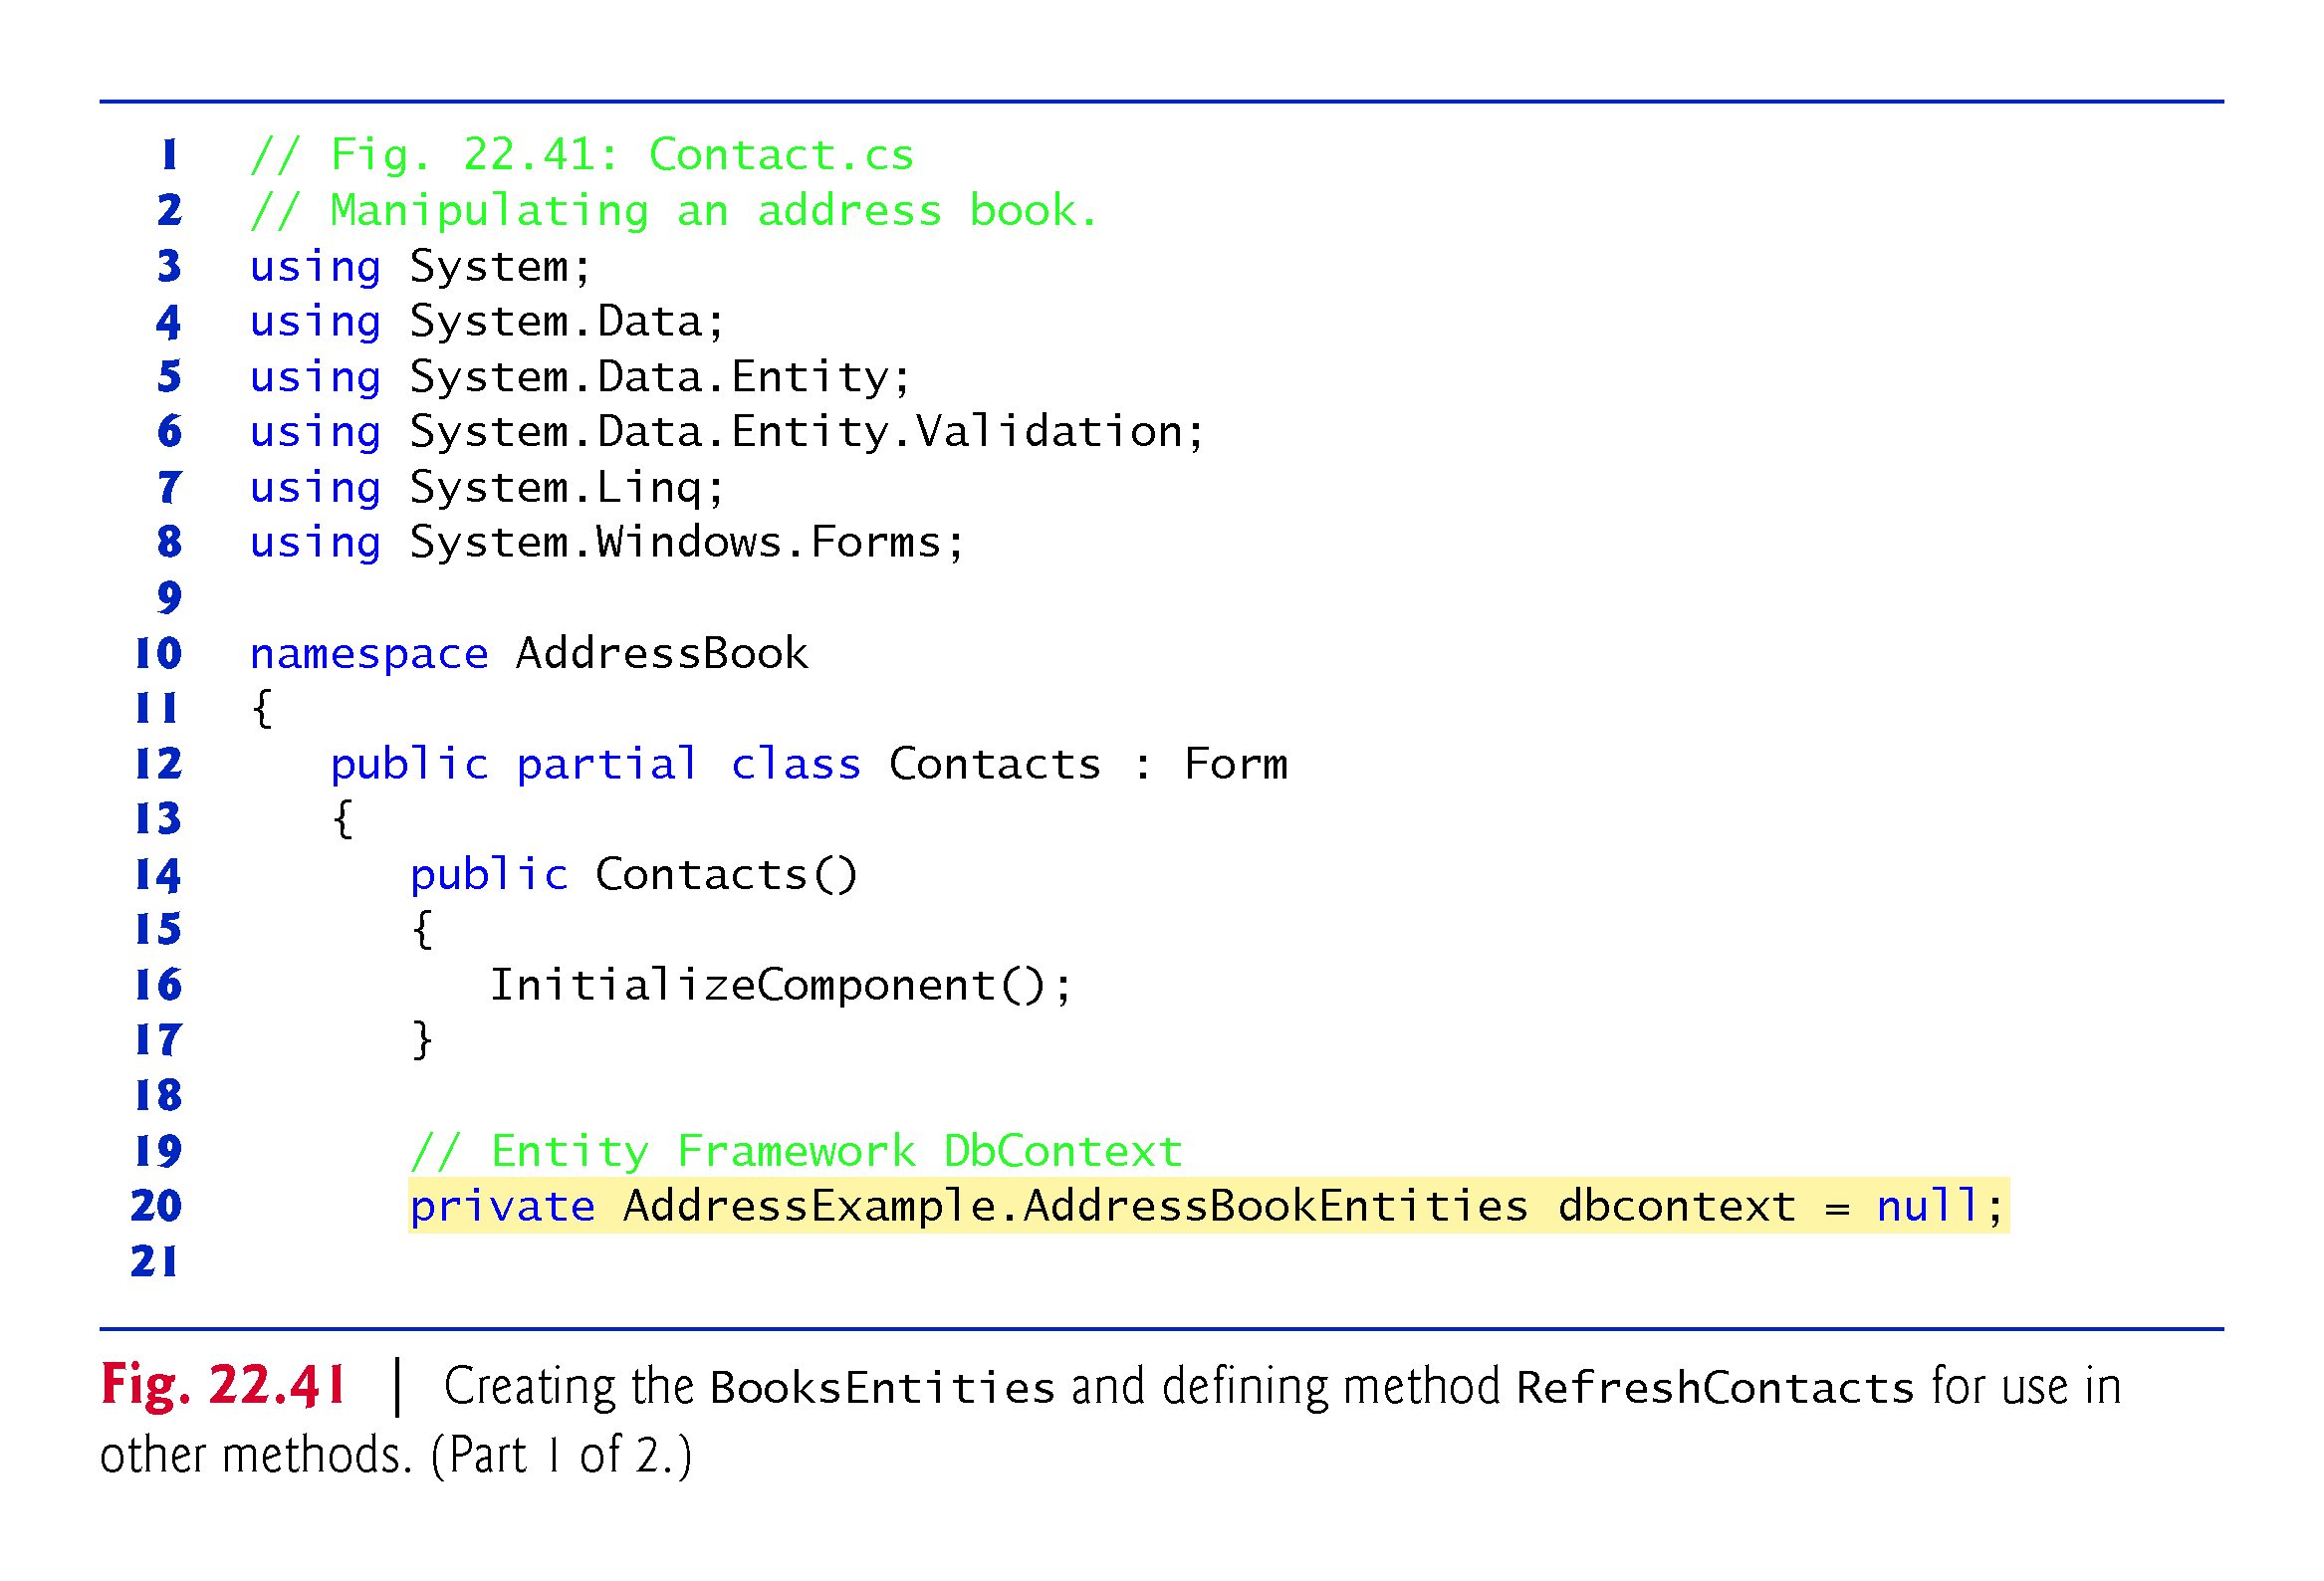 1 // Fig. 22.41: Contact.cs
2 // Manipulating an address book.
3 using System;
4 using System.Data;
5 using System.Data.Entity;
6 using System.Data.Entity.Validation;
7 using System.Linq;
8 using System.Windows.Forms;
9
10 namespace AddressBook
11 {
12 public partial class Contacts : Form
13 {
14 public Contacts()
15 {
16 InitializeComponent();
17 }
18
19 // Entity Framework DbContext
20 private AddressExample.AddressBookEntities dbcontext = null;
21
Fig. 22.41 | Creating the BooksEntities and defining method RefreshContacts for use in
other methods. (Part 1 of 2.)